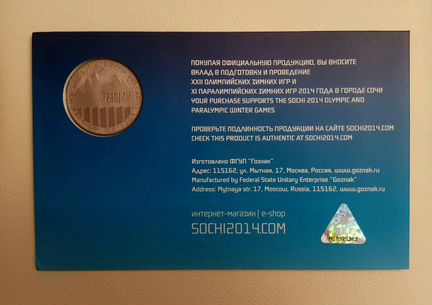 ПОКУПАЯ ОФИЦИАЛЬНУЮ ПРОДУКЦИЮ, ВЫ ВНОСИТЕ
ВКЛАД В ПОДГОТОВКУ И ПРОВЕДЕНИЕ
XXII ОЛИМПИЙСКИХ ЗИМНИХ ИГР И
XI ПАРАЛИМПИЙСКИХ ЗИМНИХ ИГР 2014 ГОДА В ГОРОДЕ СОЧИ
YOUR PURCHASE SUPPORTS THE SOCHI 2014 OLYMPIC AND
PARALYMPIC WINTER GAMES
ПРОВЕРЬТЕ ПОДЛИННОСТЬ ПРОДУКЦИИ НА САЙТЕ SOCHI2014.COM
CHECK THIS PRODUCT IS AUTHENTIC AT SOCHI2014.COM
Изготовлено ФГУП "Гознак"
Адрес: 115162, ул. Мытная, 17, Москва, Россия, www.goznak.ru
Manufactured by Federal State Unitary Enterprise "Goznak"
Address: Mytnaya str. 17, Moscow, Russia, 115162, www.goznak.ru
интернет-магазин | e-shop
SOCHI2014.COM
sochi.ru
2014